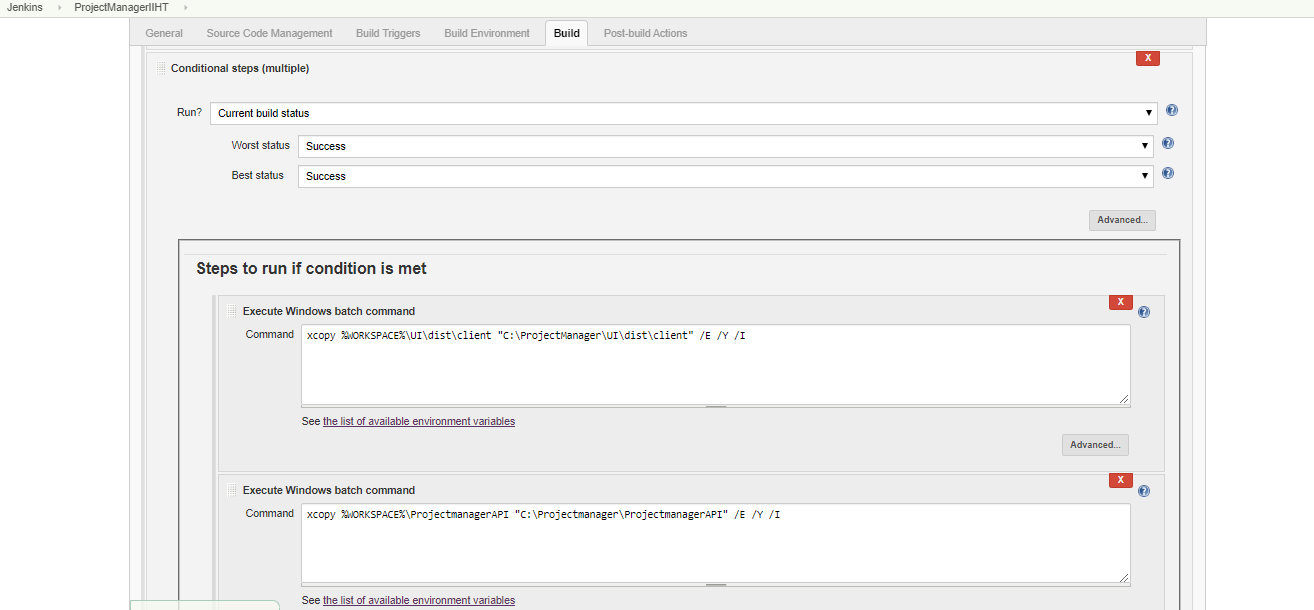 Jenkins ProjectManagerIIHT
General Source Code Management Build Triggers Build Environment Build Post-build Actions
X
Conditional steps (multiple)
Run? Current build status
Worst status Success
Best status Success
Advanced...
Steps to run if condition is met
X
Execute Windows batch command
Command xcopy %WORKSPACE%\UI\dist\client "C:\ProjectManager\UI\dist\client" /E /Y /I
See the list of available environment variables
Advanced...
X
Execute Windows batch command
Command xcopy %WORKSPACE%\ProjectmanagerAPI "C:\Projectmanager\ProjectmanagerAPI" /E /Y /I
See the list of available environment variables